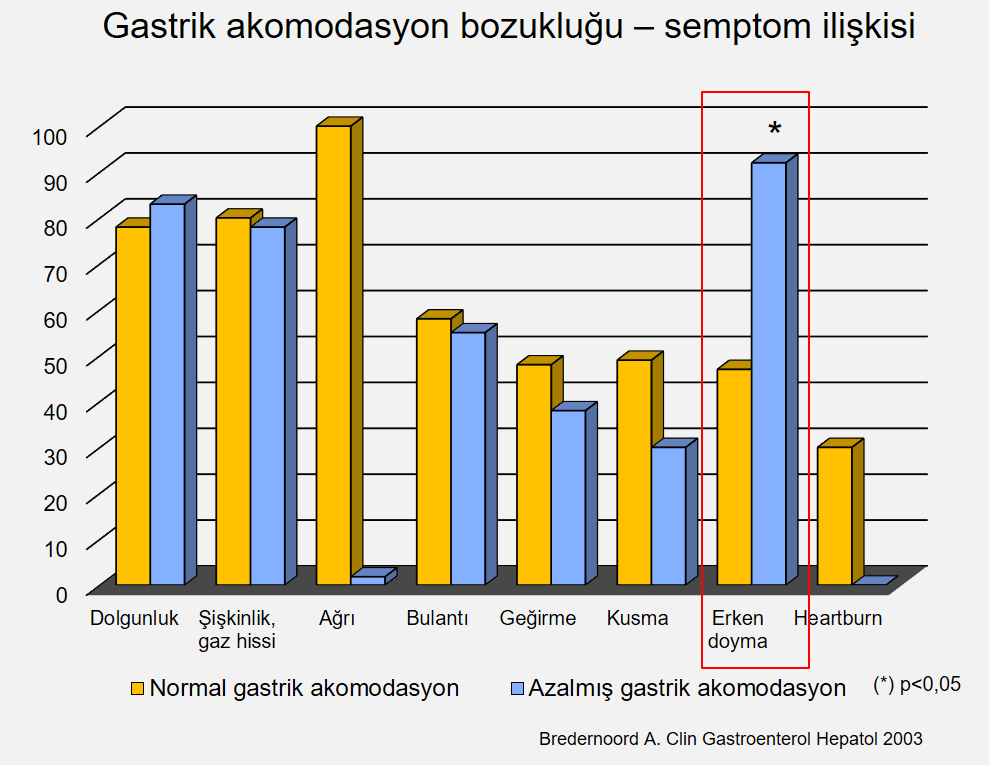 Gastrik akomodasyon bozukluğu – semptom ilişkisi
*
100
90
80
70
60
50
40
30
20
10
0
Dolgunluk
Şişkinlik,
gaz hissi
Ağrı
Bulantı
Geğirme
Kusma
Erken
doyma
Heartburn
Normal gastrik akomodasyon
Azalmış gastrik akomodasyon
(*) p<0,05
Bredernoord A. Clin Gastroenterol Hepatol 2003